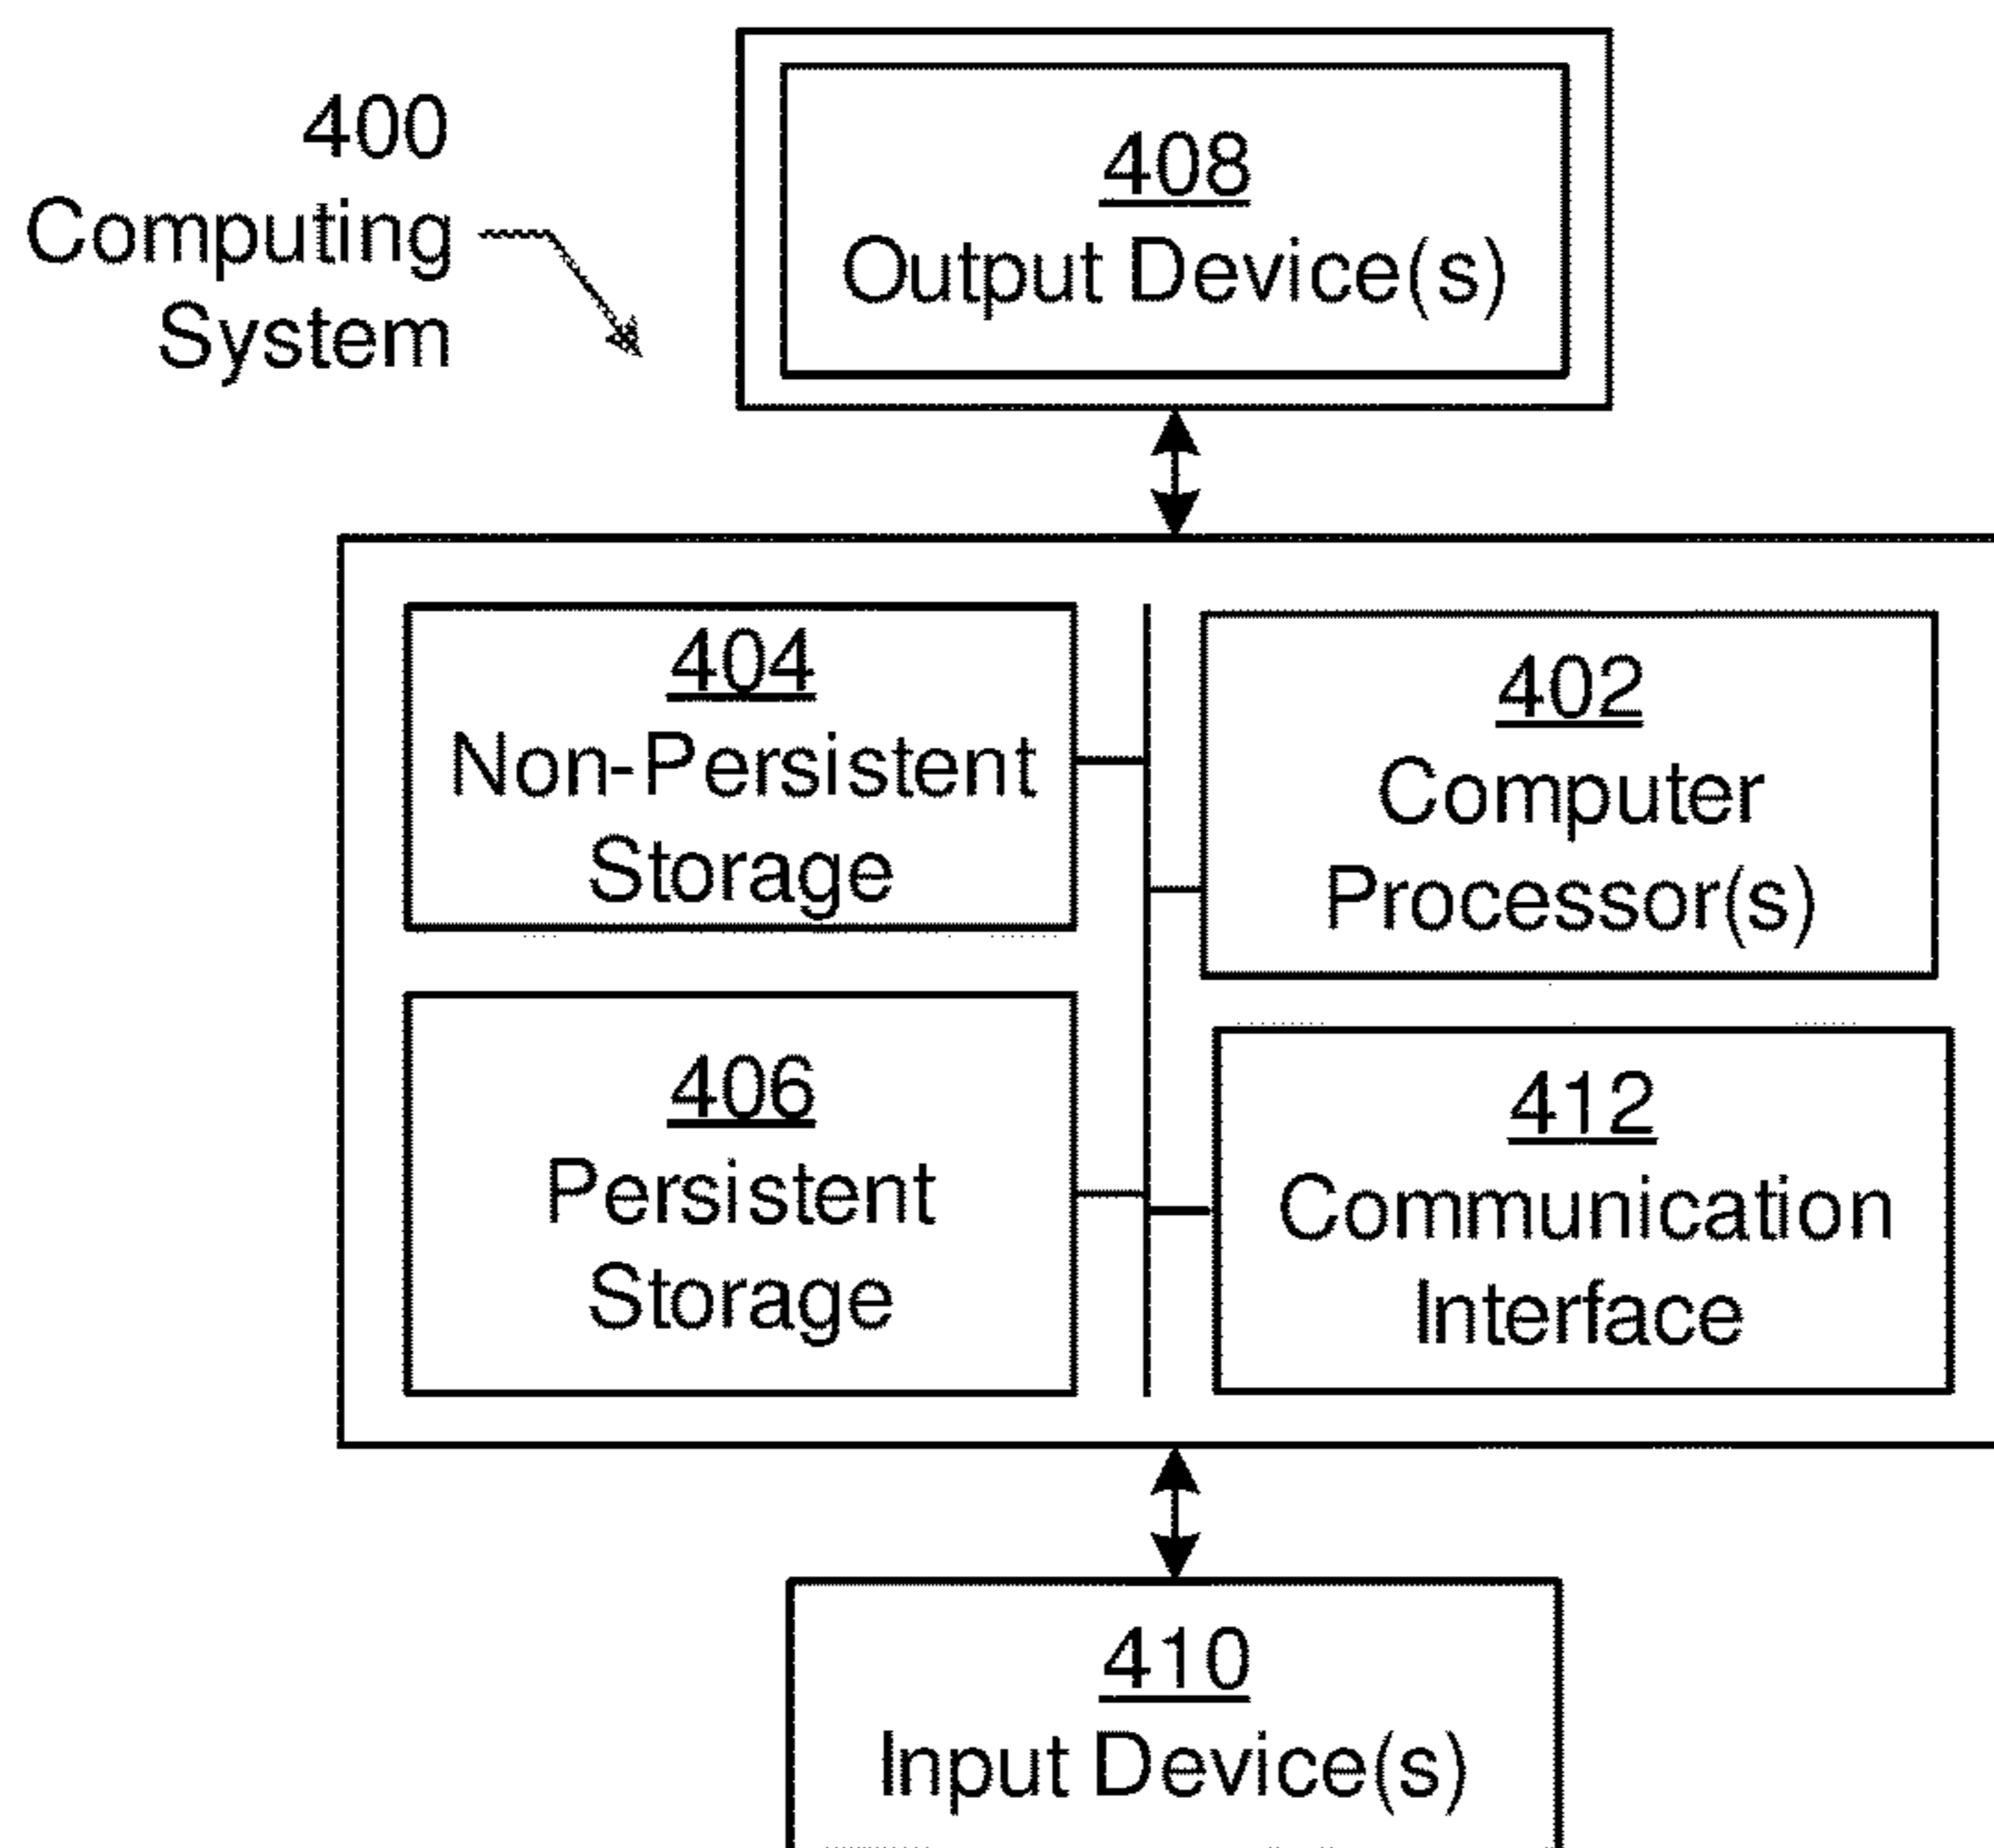 400
Computing
System
408
Output Device(s)
404
Non-Persistent
Storage
402
Computer
Processor(s)
406
Persistent
Storage
412
Communication
Interface
410
Input Device(s)